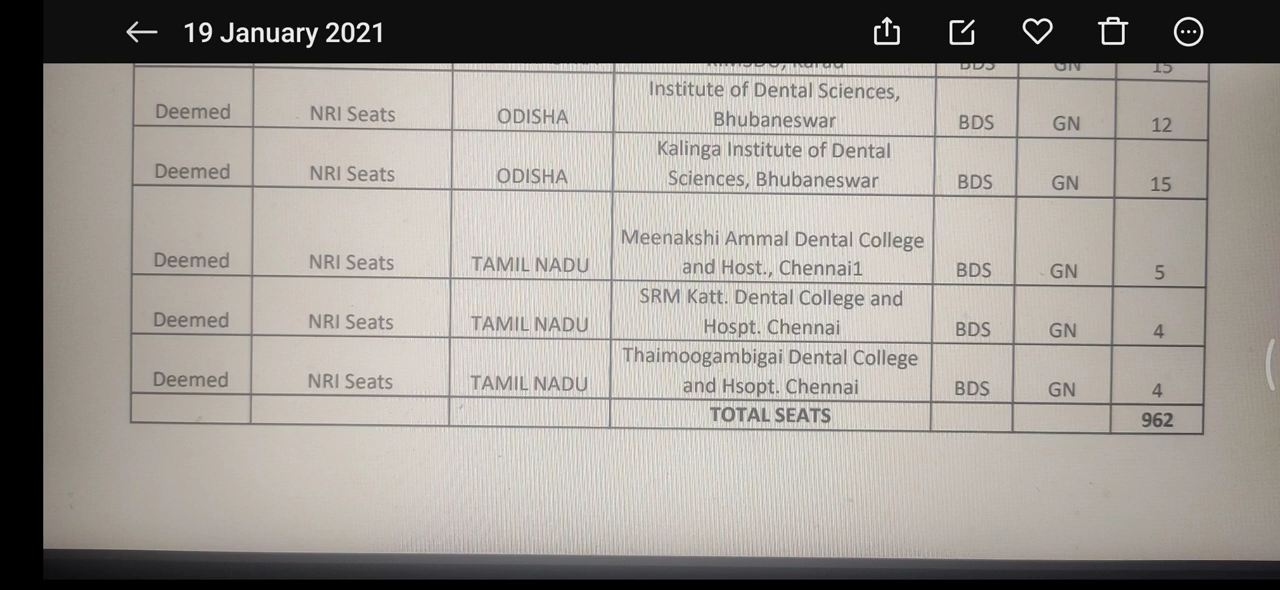 19 January 2021
BDS GN 15
Institute of Dental Sciences,
Deemed NRI Seats ODISHA Bhubaneswar BDS GN 12
Kalinga Institute of Dental
Deemed NRI Seats ODISHA Sciences, Bhubaneswar BDS GN 15
Meenakshi Ammal Dental College
Deemed NRI Seats TAMIL NADU and Host., Chennai1 BDS GN 5
SRM Katt. Dental College and
Deemed NRI Seats TAMIL NADU Hospt. Chennai BDS GN 4
Thaimoogambigai Dental College
Deemed NRI Seats TAMIL NADU and Hsopt. Chennai BDS GN 4
TOTAL SEATS 962